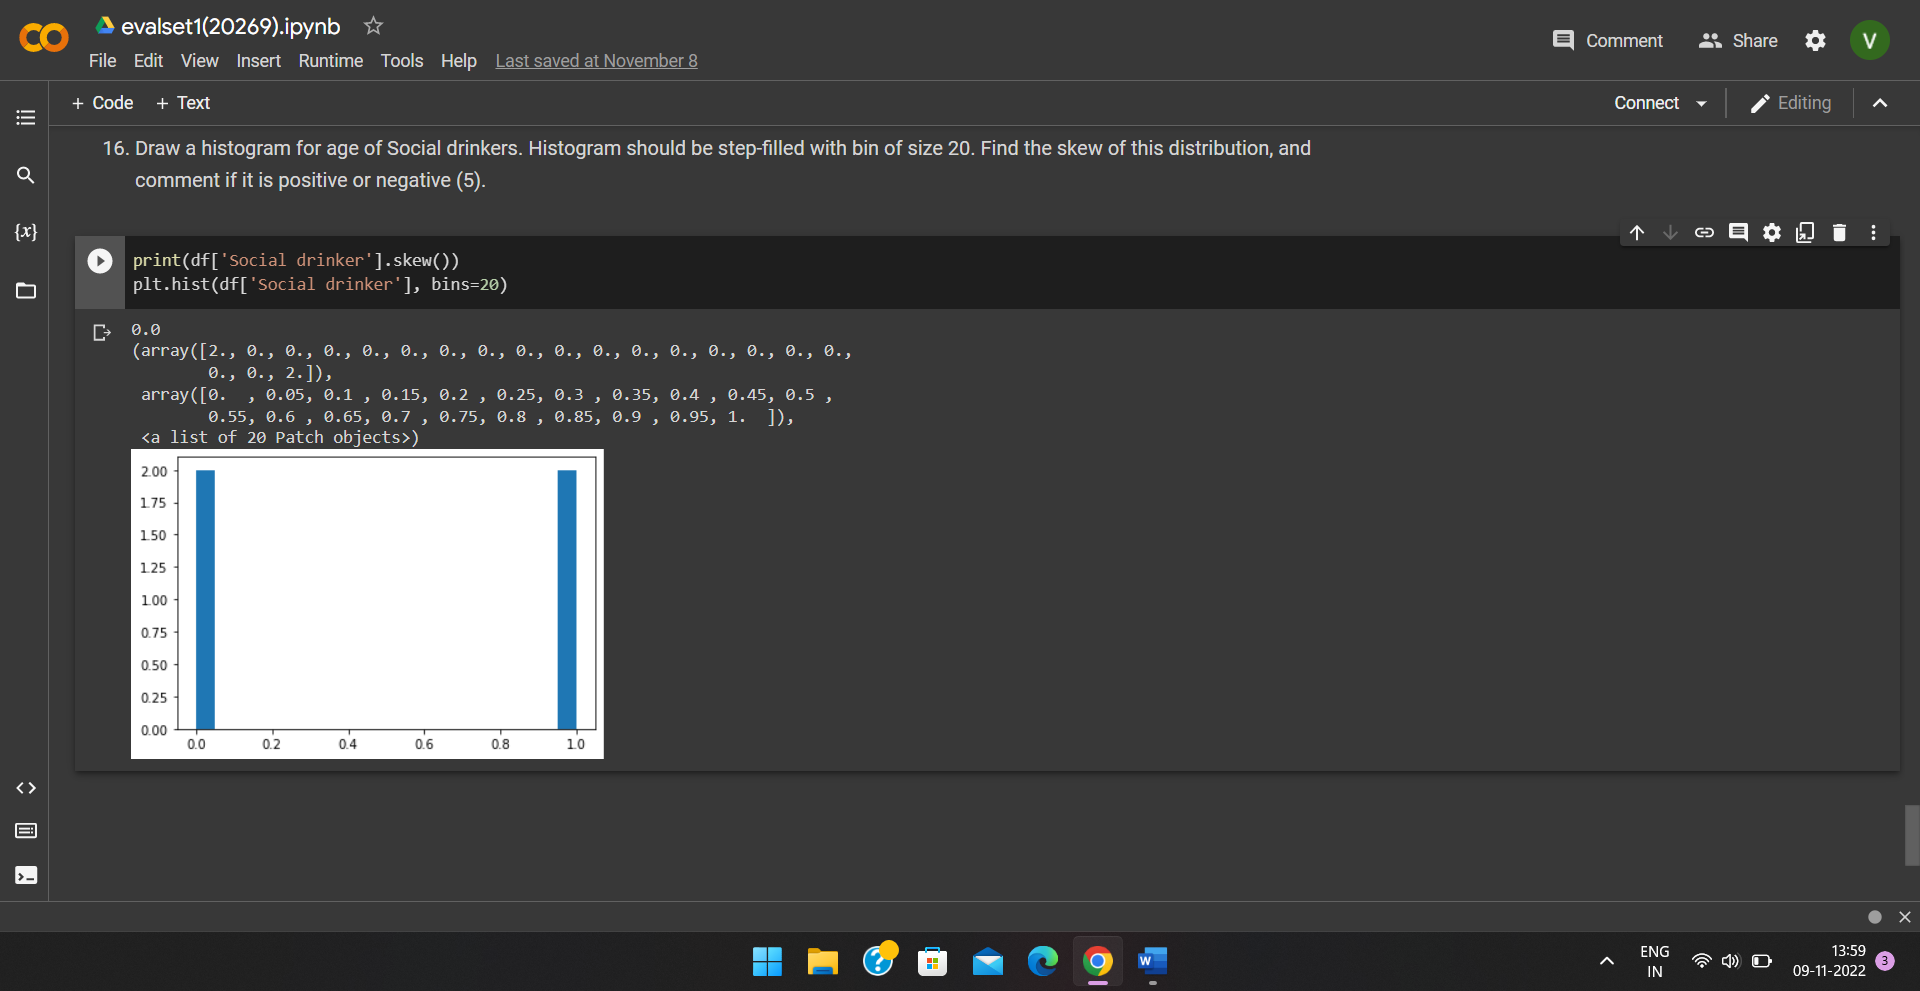 evalset1(20269).ipynb
File Edit View Insert Runtime Tools Help Last saved at November 8
Comment Share V
+ Code + Text
Connect Editing
16. Draw a histogram for age of Social drinkers. Histogram should be step-filled with bin of size 20. Find the skew of this distribution, and
comment if it is positive or negative (5).
{x}
print(df['Social drinker'].skew())
plt.hist(df['Social drinker'], bins=20)
0.0
(array([2., 0., 0., 0., 0., 0., 0., 0., 0., 0., 0., 0., 0., 0., 0., 0., 0.,
0., 0., 2.]),
array([0.  , 0.05, 0.1 , 0.15, 0.2 , 0.25, 0.3 , 0.35, 0.4 , 0.45, 0.5 ,
0.55, 0.6 , 0.65, 0.7 , 0.75, 0.8 , 0.85, 0.9 , 0.95, 1.  ]),
<a list of 20 Patch objects>)
2.00
1.75
1.50
1.25
1.00
0.75
0.50
0.25
0.00
0.0 0.2 0.4 0.6 0.8 1.0
ENG
IN
13:59
09-11-2022
3
W